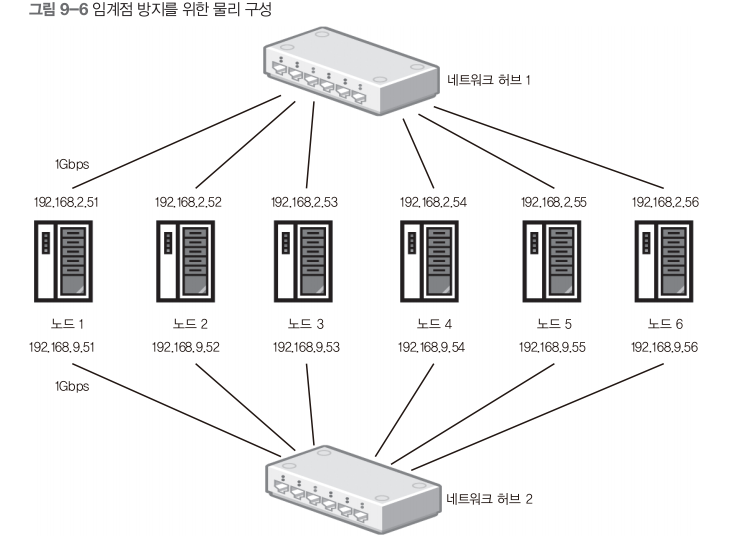 그림 9-6 임계점 방지를 위한 물리 구성
네트워크 허브 1
1Gbps
192.168.2.51 192.168.2.52 192.168.2.53 192.168.2.54 192.168.2.55 192.168.2.56
노드 1 노드 2 노드 3 노드 4 노드 5 노드 6
192.168.9.51 192.168.9.52 192.168.9.53 192.168.9.54 192.168.9.55 192.168.9.56
1Gbps
네트워크 허브 2